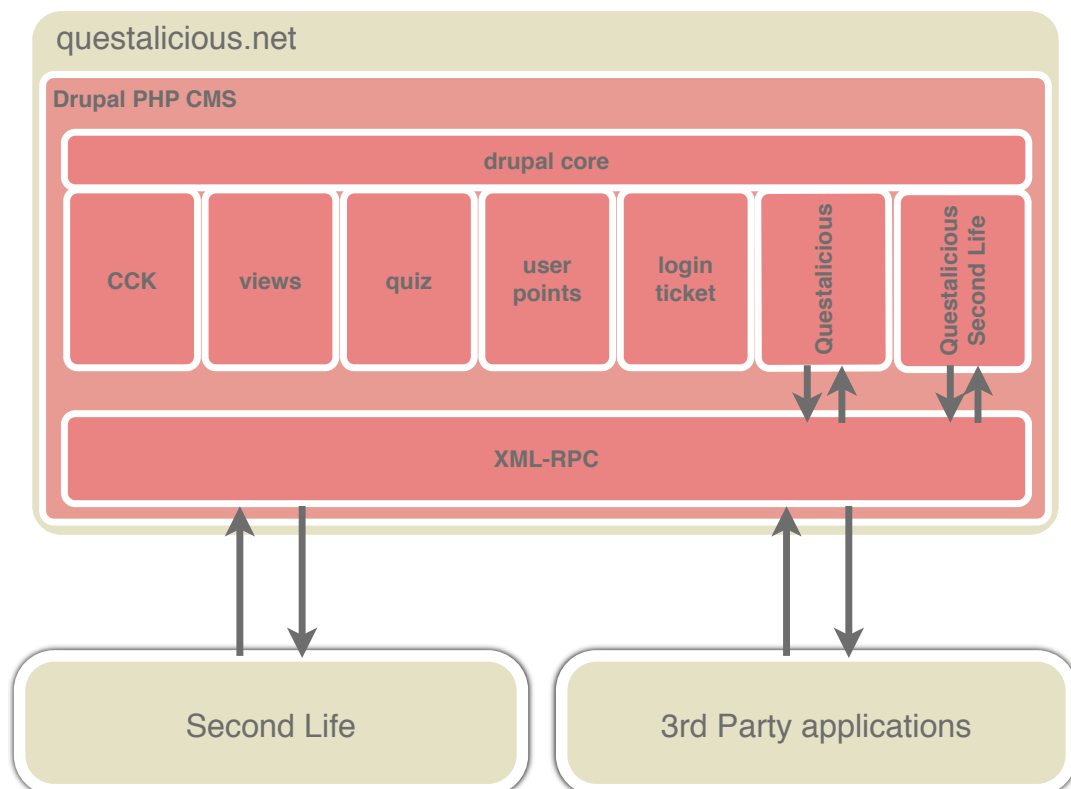 questalicious.net
Drupal PHP CMS
drupal core
CCK
views
quiz
user
points
login
ticket
Questalicious
Questalicious
Second Life
XML-RPC
Second Life
3rd Party applications